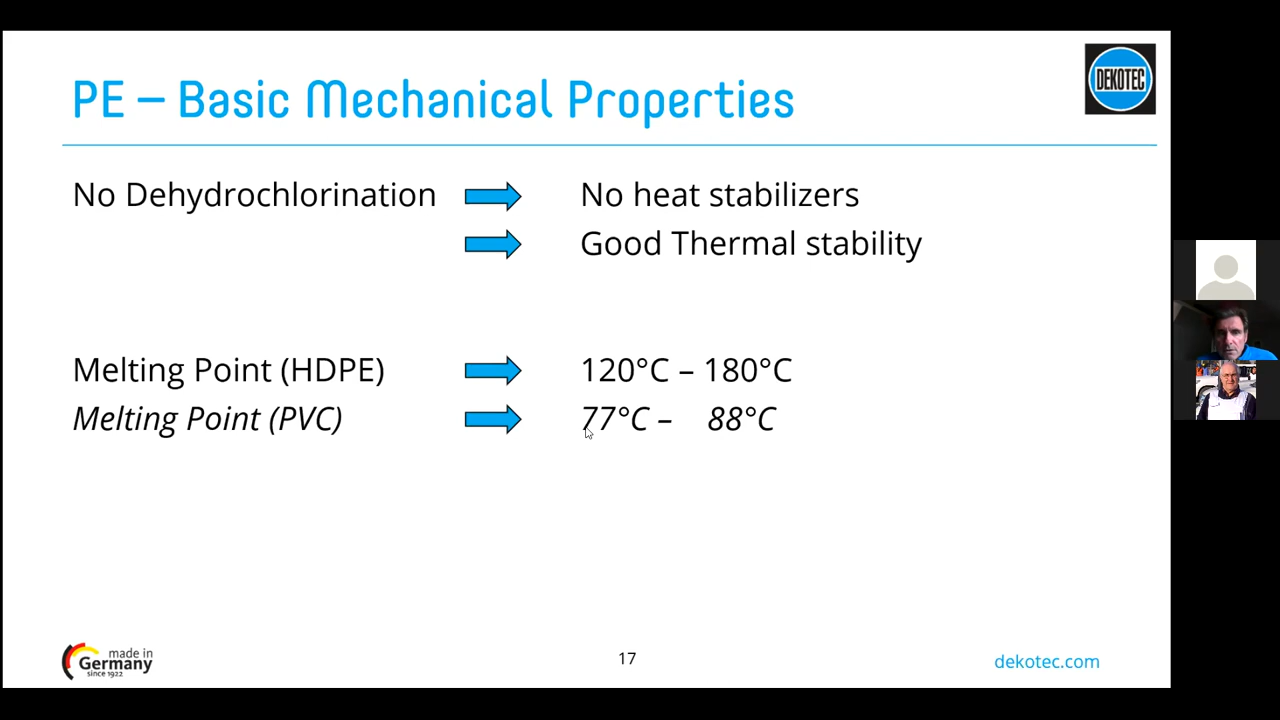 PE – Basic Mechanical Properties
DEKOTEC
No Dehydrochlorination No heat stabilizers
Good Thermal stability
Melting Point (HDPE) 120°C – 180°C
Melting Point (PVC) 77°C – 88°C
made in
Germany
since 1922
17
dekotec.com